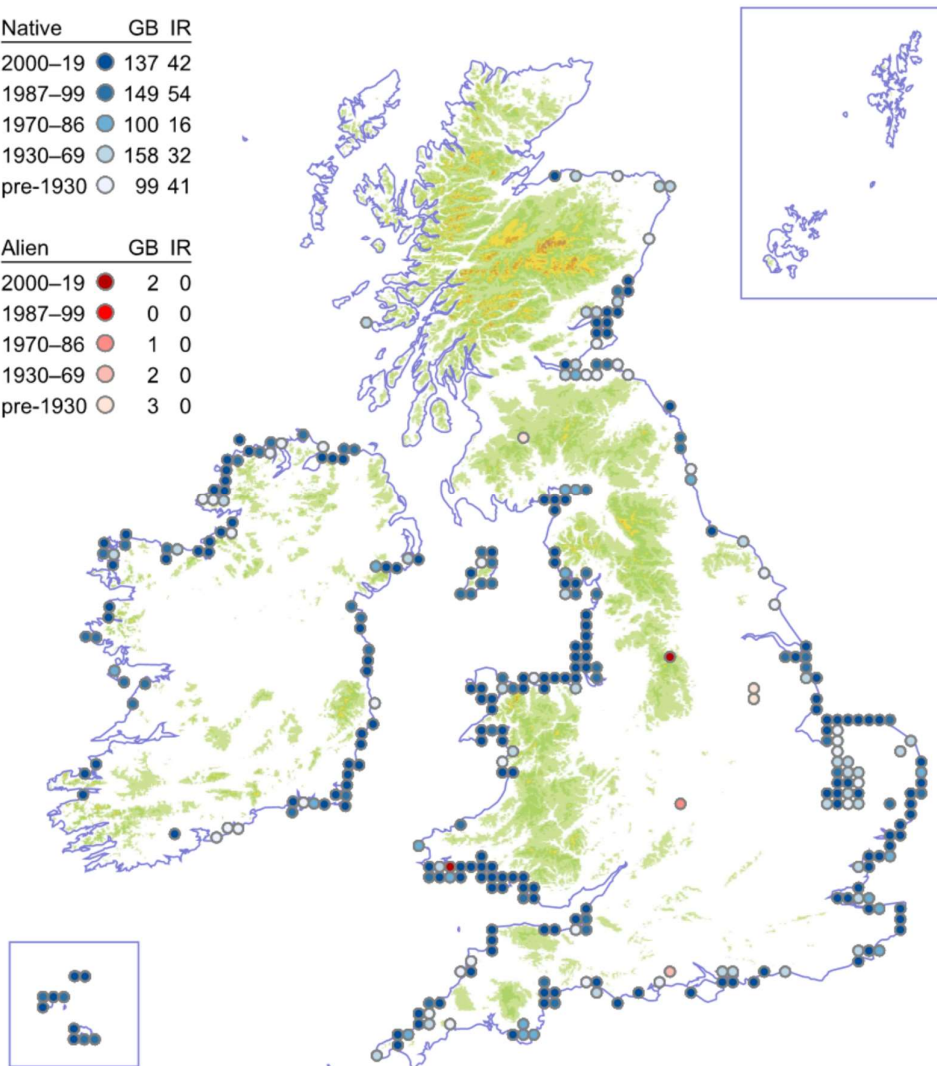 Native GB IR
2000–19 137 42
1987–99 149 54
1970–86 100 16
1930–69 158 32
pre-1930 99 41
Alien GB IR
2000–19 2 0
1987–99 0 0
1970–86 1 0
1930–69 2 0
pre-1930 3 0